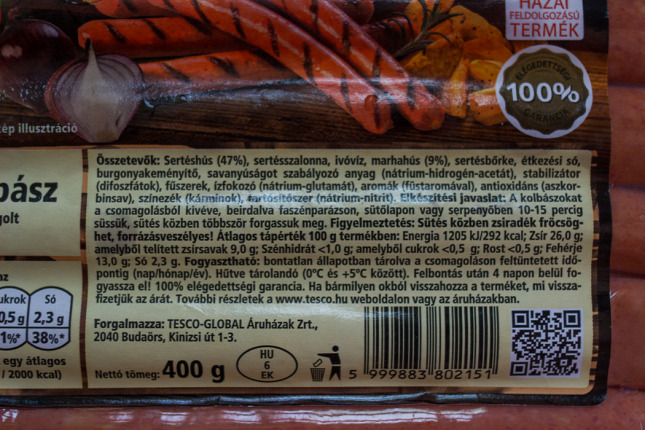 HAZAI
FELDOLGOZÁSÚ
TERMÉK
ELÉGEDETTSÉGI
100%
GARANCIA
kép illusztráció
Összetevők: Sertéshús (47%), sertésszalonna, ivóvíz, marhahús (9%), sertésbőrke, étkezési só,
burgonyakeményítő, savanyúságot szabályozó anyag (nátrium-hidrogén-acetát), stabilizátor
(difoszfátok), fűszerek, ízfokozó (nátrium-glutamát), aromák (füstaromával), antioxidáns (aszkor-
binsav), színezék (kárminok), tartósítószer (nátrium-nitrit). Elkészítési javaslat: A kolbászokat
a csomagolásból kivéve, beirdalva faszénparázson, sütőlapon vagy serpenyőben 10-15 percig
süssük, sütés közben többször forgassuk meg. Figyelmeztetés: Sütés közben zsiradék fröcsög-
het, forrázásveszélyes! Átlagos tápérték 100 g termékben: Energia 1205 kJ/292 kcal; Zsír 26,0 g;
amelyből telített zsírsavak 9,0 g; Szénhidrát <1,0 g; amelyből cukrok <0,5 g; Rost <0,5 g; Fehérje
13,0 g; Só 2,3 g. Fogyasztható: bontatlan állapotban tárolva a csomagoláson feltüntetett idő-
pontig (nap/hónap/év). Hűtve tárolandó (0°C és +5°C között). Felbontás után 4 napon belül fo-
gyassza el! 100% elégedettségi garancia. Ha bármilyen okból visszahozza a terméket, mi vissza-
fizetjük az árát. További részletek a www.tesco.hu weboldalon vagy az áruházakban.
Forgalmazza: TESCO-GLOBAL Áruházak Zrt.,
2040 Budaörs, Kinizsi út 1-3.
Nettó tömeg: 400 g
HU
6
EK
5 999883 802151
bász
golt
az
ukrok Só
0,5 g 2,3 g
1%* 38%*
egy átlagos
/ 2000 kcal)